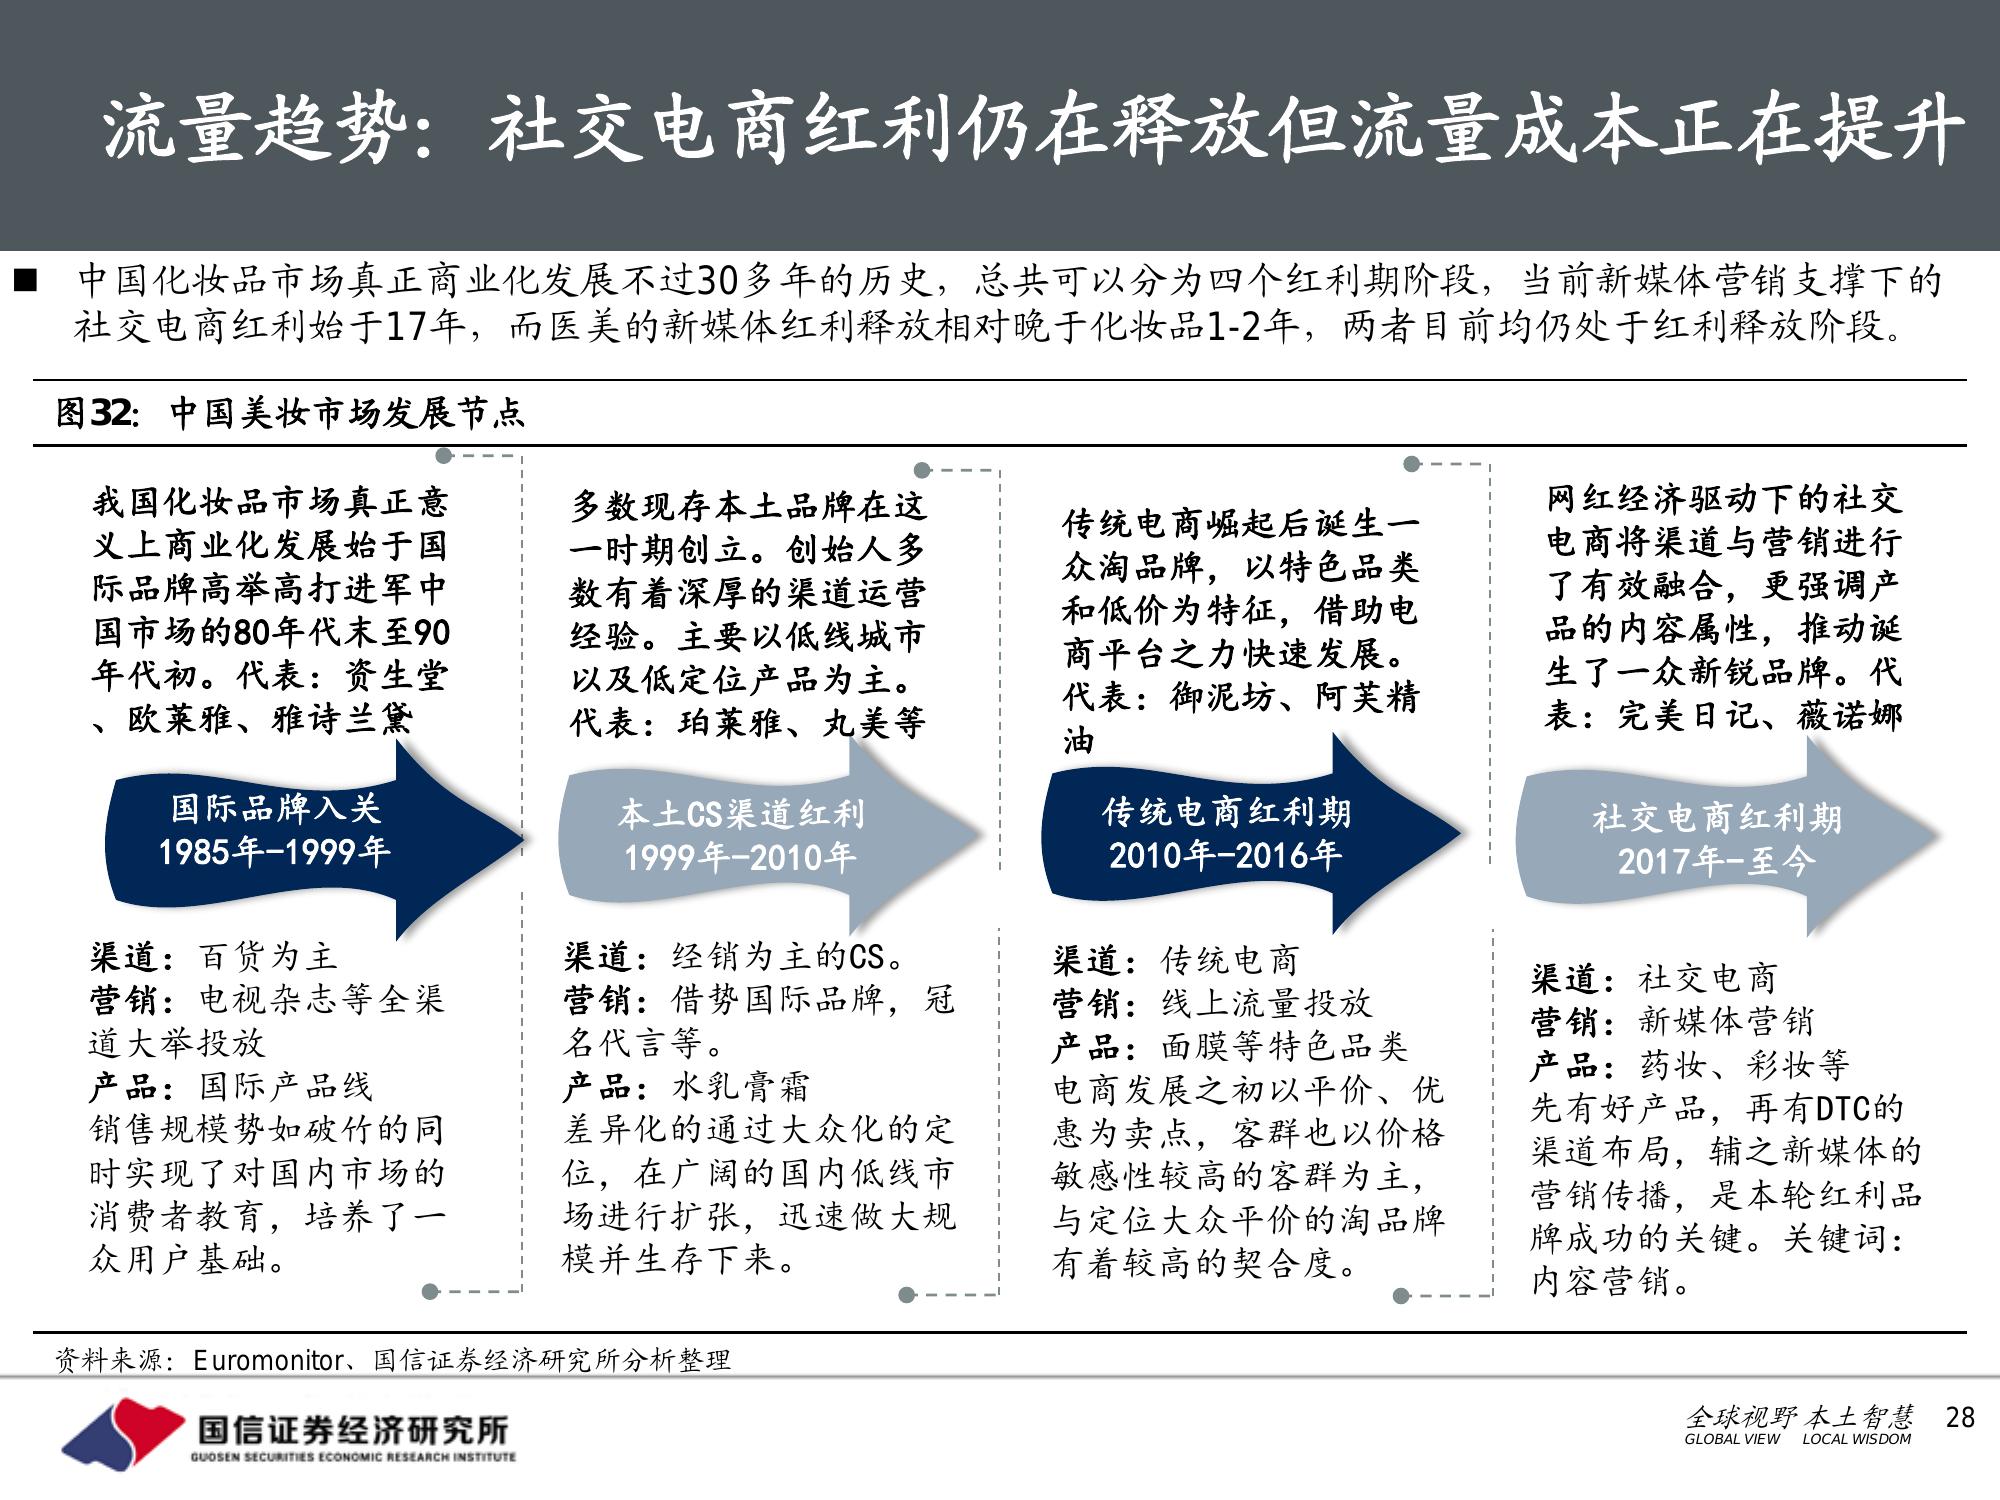 流量趋势：社交电商红利仍在释放但流量成本正在提升
■ 中国化妆品市场真正商业化发展不过30多年的历史，总共可以分为四个红利期阶段，当前新媒体营销支撑下的
社交电商红利始于17年，而医美的新媒体红利释放相对晚于化妆品1-2年，两者目前均仍处于红利释放阶段。
图32：中国美妆市场发展节点
我国化妆品市场真正意
义上商业化发展始于国
际品牌高举高打进军中
国市场的80年代末至90
年代初。代表：资生堂
、欧莱雅、雅诗兰黛
国际品牌入关
1985年-1999年
渠道：百货为主
营销：电视杂志等全渠
道大举投放
产品：国际产品线
销售规模势如破竹的同
时实现了对国内市场的
消费者教育，培养了一
众用户基础。
多数现存本土品牌在这
一时期创立。创始人多
数有着深厚的渠道运营
经验。主要以低线城市
以及低定位产品为主。
代表：珀莱雅、丸美等
本土CS渠道红利
1999年-2010年
渠道：经销为主的CS。
营销：借势国际品牌，冠
名代言等。
产品：水乳膏霜
差异化的通过大众化的定
位，在广阔的国内低线市
场进行扩张，迅速做大规
模并生存下来。
传统电商崛起后诞生一
众淘品牌，以特色品类
和低价为特征，借助电
商平台之力快速发展。
代表：御泥坊、阿芙精
油
传统电商红利期
2010年-2016年
渠道：传统电商
营销：线上流量投放
产品：面膜等特色品类
电商发展之初以平价、优
惠为卖点，客群也以价格
敏感性较高的客群为主，
与定位大众平价的淘品牌
有着较高的契合度。
网红经济驱动下的社交
电商将渠道与营销进行
了有效融合，更强调产
品的内容属性，推动诞
生了一众新锐品牌。代
表：完美日记、薇诺娜
社交电商红利期
2017年-至今
渠道：社交电商
营销：新媒体营销
产品：药妆、彩妆等
先有好产品，再有DTC的
渠道布局，辅之新媒体的
营销传播，是本轮红利品
牌成功的关键。关键词：
内容营销。
资料来源：Euromonitor、国信证券经济研究所分析整理
国信证券经济研究所
GUOSEN SECURITIES ECONOMIC RESEARCH INSTITUTE
全球视野 本土智慧
GLOBAL VIEW LOCAL WISDOM
28